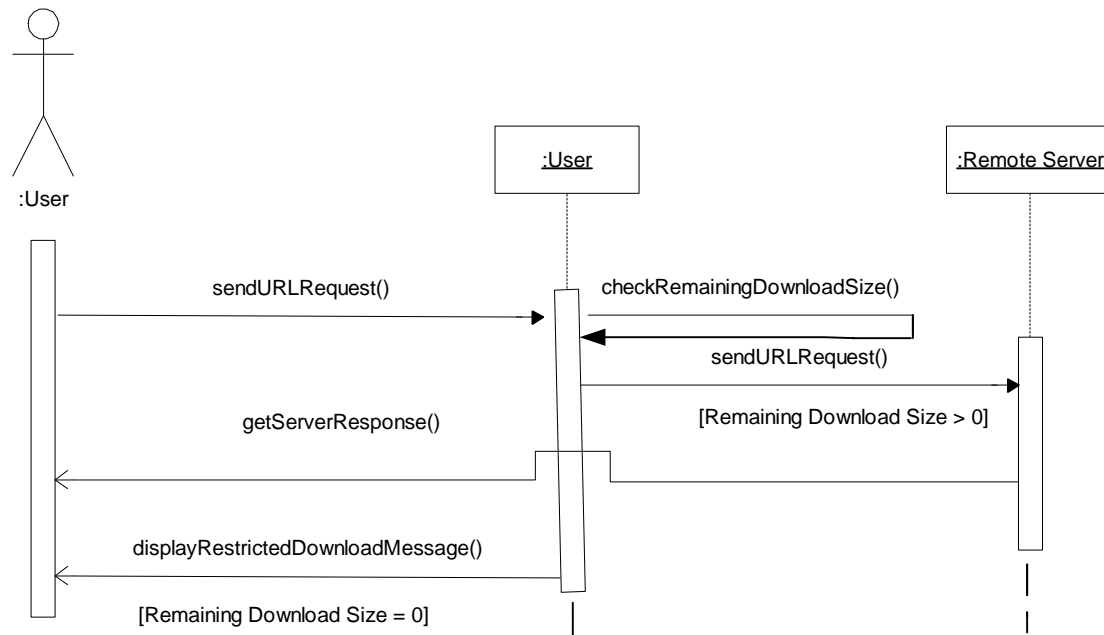 :User
:User
:Remote Server
sendURLRequest()
checkRemainingDownloadSize()
sendURLRequest()
[Remaining Download Size > 0]
getServerResponse()
displayRestrictedDownloadMessage()
[Remaining Download Size = 0]